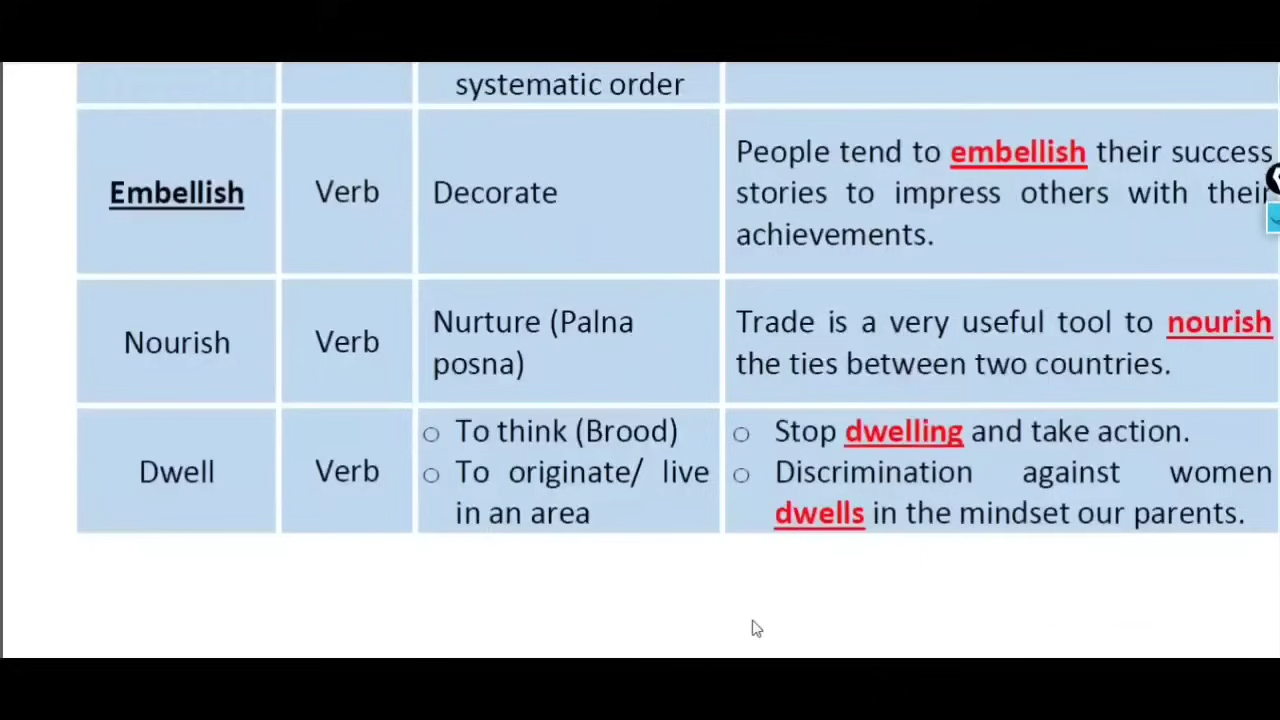 systematic order
Embellish
Verb
Decorate
People tend to embellish their success
stories to impress others with their
achievements.
Nourish
Verb
Nurture (Palna
posna)
Trade is a very useful tool to nourish
the ties between two countries.
Dwell
Verb
To think (Brood)
To originate/ live
in an area
Stop dwelling and take action.
Discrimination against women
dwells in the mindset our parents.